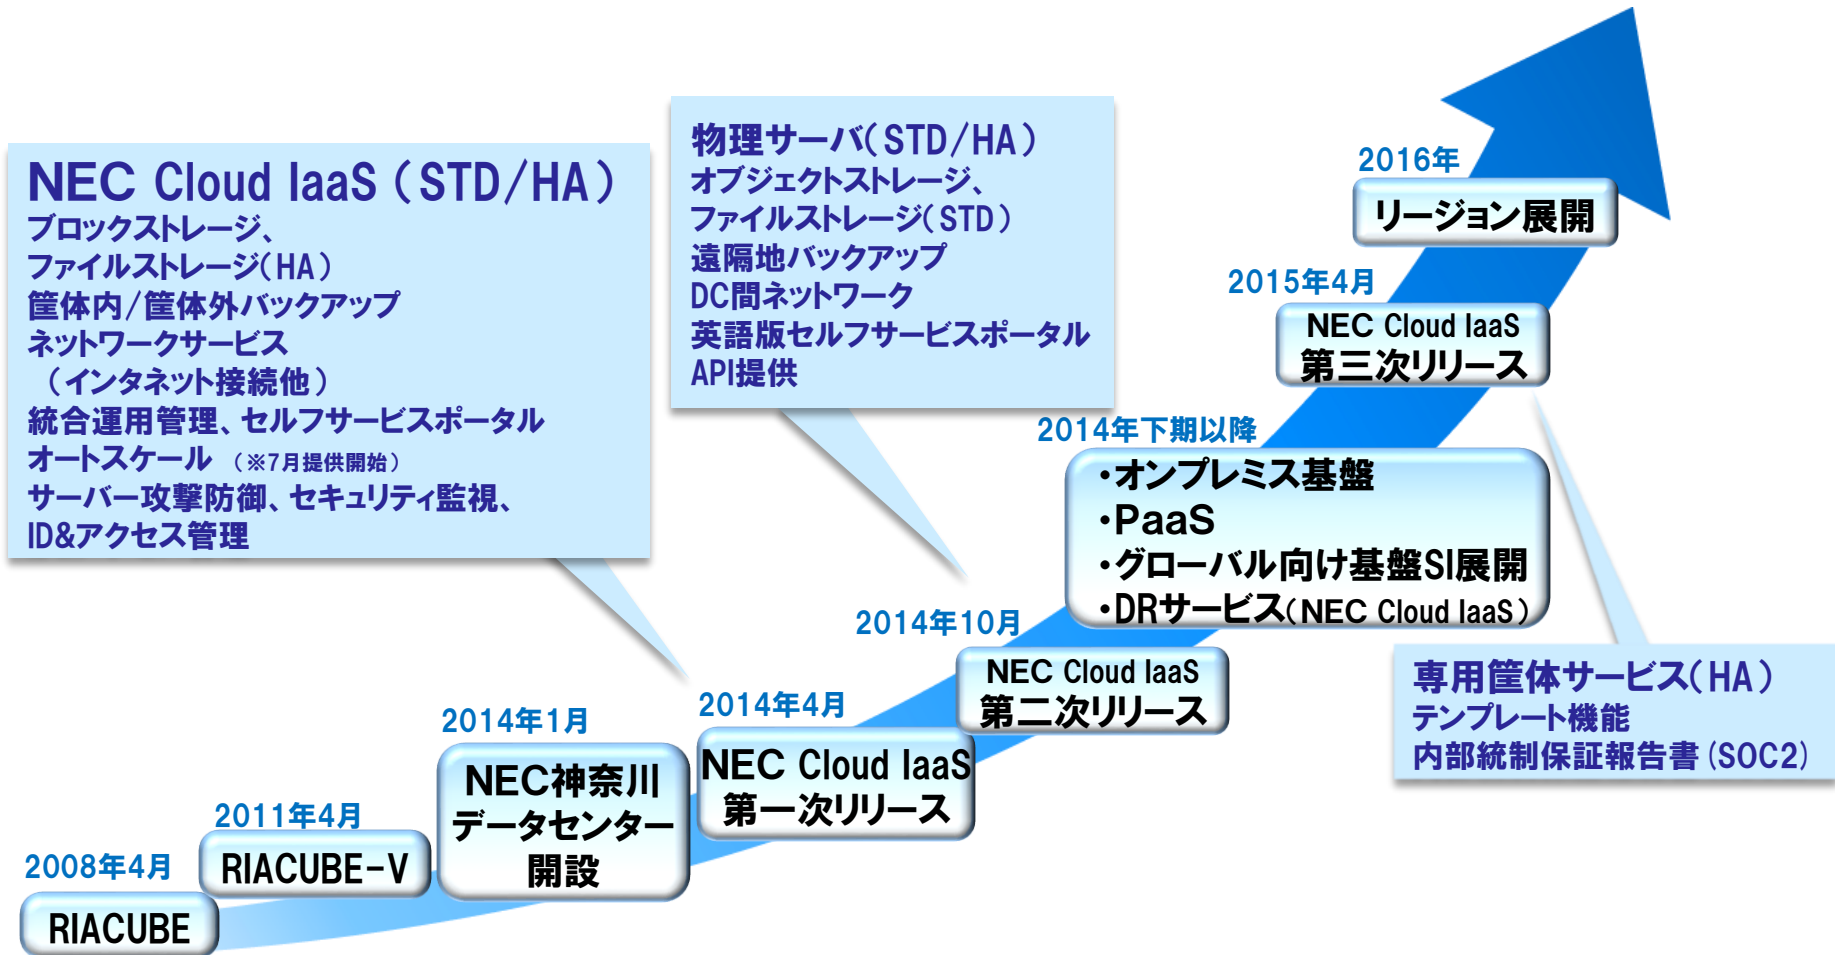 NEC Cloud IaaS（STD/HA）
ブロックストレージ、
ファイルストレージ（HA）
筐体内/筐体外バックアップ
ネットワークサービス
（インタネット接続他）
統合運用管理、セルフサービスポータル
オートスケール （※7月提供開始）
サーバー攻撃防御、セキュリティ監視、
ID&アクセス管理
物理サーバ（STD/HA）
オブジェクトストレージ、
ファイルストレージ（STD）
遠隔地バックアップ
DC間ネットワーク
英語版セルフサービスポータル
API提供
2016年
リージョン展開
2015年4月
NEC Cloud IaaS
第三次リリース
2014年下期以降
・オンプレミス基盤
・PaaS
・グローバル向け基盤SI展開
・DRサービス（NEC Cloud IaaS）
2014年10月
NEC Cloud IaaS
第二次リリース
専用筐体サービス（HA）
テンプレート機能
内部統制保証報告書（SOC2）
2014年4月
NEC Cloud IaaS
第一次リリース
2014年1月
NEC神奈川
データセンター
開設
2011年4月
RIACUBE-V
2008年4月
RIACUBE